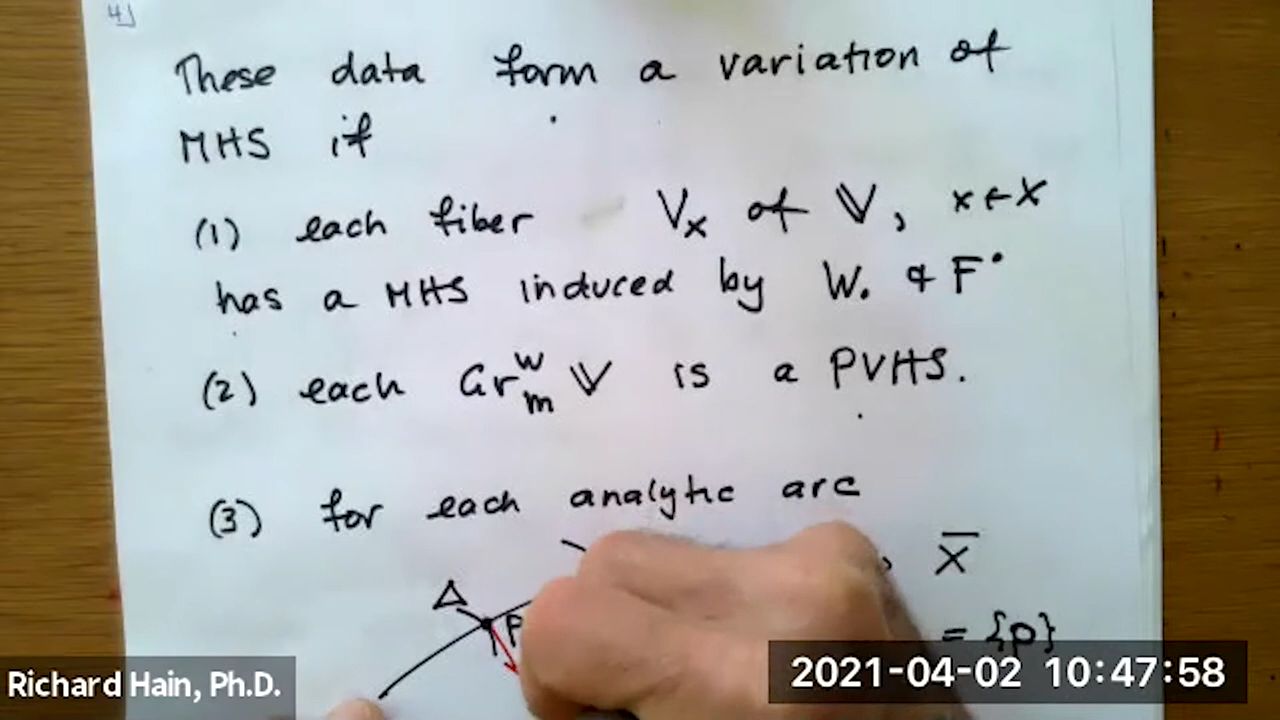 4)
These data form a variation of
MHS if
(1) each fiber Vx of 𝕍, x∈X
has a MHS induced by W. & F•
(2) each Gr^W_m 𝕍 is a PVHS.
(3) for each analytic arc
, X̄
Δ P = {p}
Richard Hain, Ph.D.
2021-04-02 10:47:58